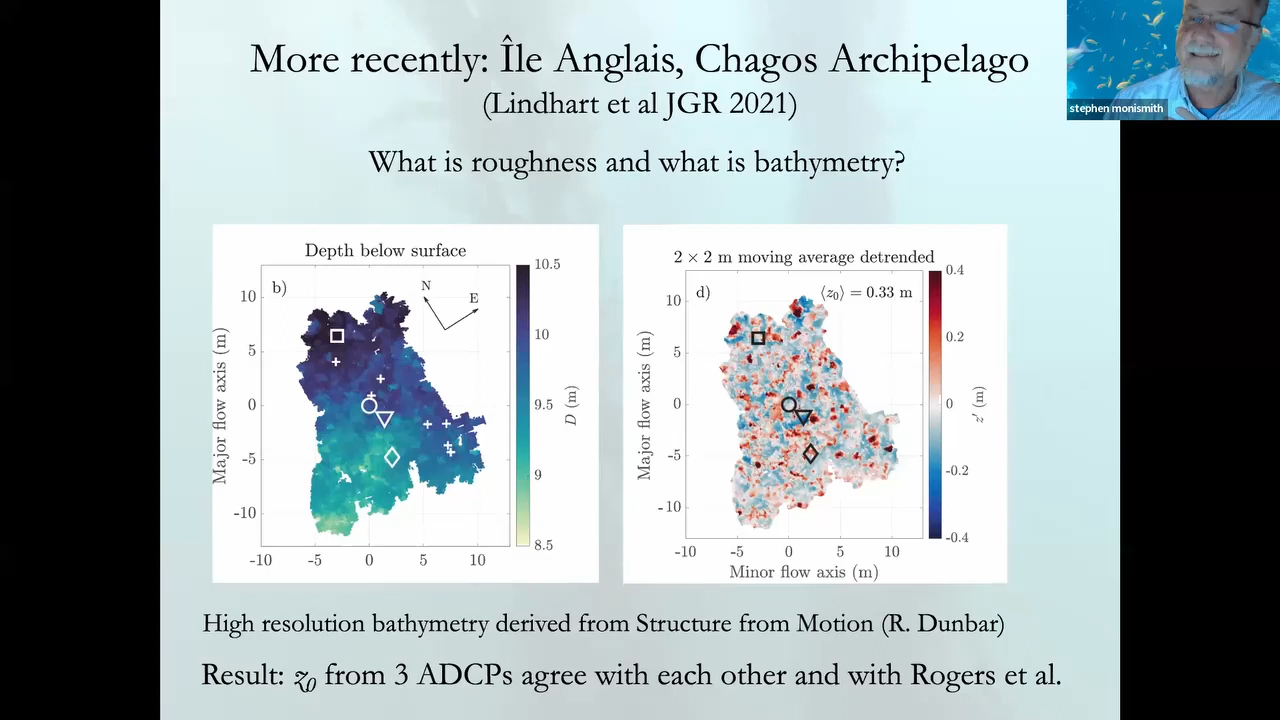 More recently: Île Anglais, Chagos Archipelago
stephen monismith
(Lindhart et al JGR 2021)
What is roughness and what is bathymetry?
Depth below surface
b)
N
E
10
5
0
-5
-10
-10
-5
0
5
10
Major flow axis (m)
10.5
10
9.5
9
8.5
D (m)
2 × 2 m moving average detrended
d)
⟨z0⟩ = 0.33 m
10
5
0
-5
-10
-10
-5
0
5
10
Major flow axis (m)
Minor flow axis (m)
0.4
0.2
0
-0.2
-0.4
z' (m)
High resolution bathymetry derived from Structure from Motion (R. Dunbar)
Result: z0 from 3 ADCPs agree with each other and with Rogers et al.